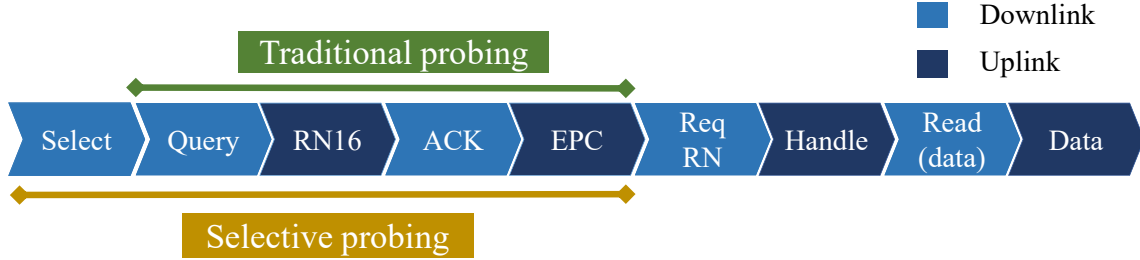 Downlink
Traditional probing
Uplink
Select
Query
RN16
ACK
EPC
Req
RN
Handle
Read
(data)
Data
Selective probing